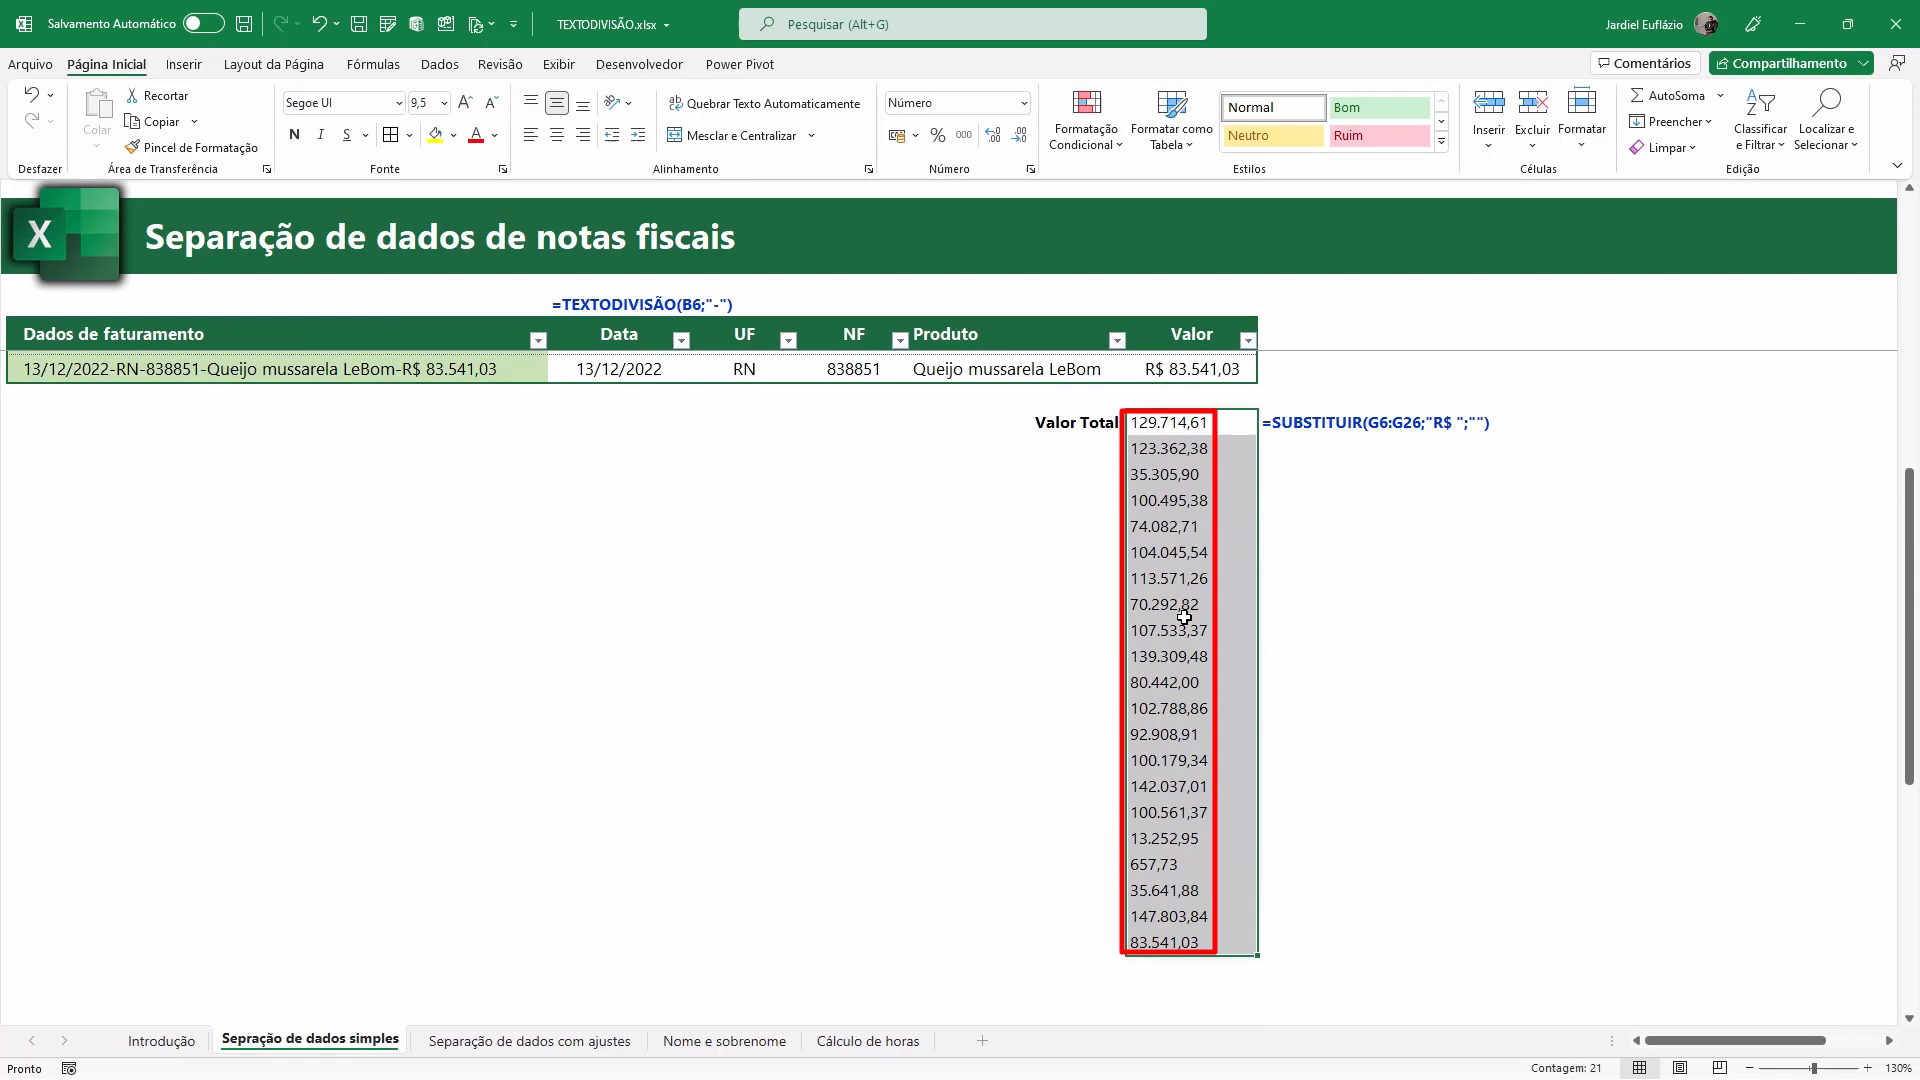 Salvamento Automático
TEXTODIVISÃO.xlsx
Pesquisar (Alt+G)
Jardiel Euflázio
Arquivo
Página Inicial
Inserir
Layout da Página
Fórmulas
Dados
Revisão
Exibir
Desenvolvedor
Power Pivot
Comentários
Compartilhamento
Colar
Recortar
Copiar
Pincel de Formatação
Segoe UI
9,5
N I S
Quebrar Texto Automaticamente
Mesclar e Centralizar
Número
% 000
Formatação Condicional
Formatar como Tabela
Normal
Bom
Neutro
Ruim
Inserir
Excluir
Formatar
AutoSoma
Preencher
Limpar
Classificar e Filtrar
Localizar e Selecionar
Desfazer
Área de Transferência
Fonte
Alinhamento
Número
Estilos
Células
Edição
X
Separação de dados de notas fiscais
=TEXTODIVISÃO(B6;"-")
Dados de faturamento
Data
UF
NF
Produto
Valor
13/12/2022-RN-838851-Queijo mussarela LeBom-R$ 83.541,03
13/12/2022
RN
838851
Queijo mussarela LeBom
R$ 83.541,03
Valor Total
129.714,61
=SUBSTITUIR(G6:G26;"R$ ";"")
123.362,38
35.305,90
100.495,38
74.082,71
104.045,54
113.571,26
70.292,82
107.533,37
139.309,48
80.442,00
102.788,86
92.908,91
100.179,34
142.037,01
100.561,37
13.252,95
657,73
35.641,88
147.803,84
83.541,03
Introdução
Sepração de dados simples
Separação de dados com ajustes
Nome e sobrenome
Cálculo de horas
Pronto
Contagem: 21
130%